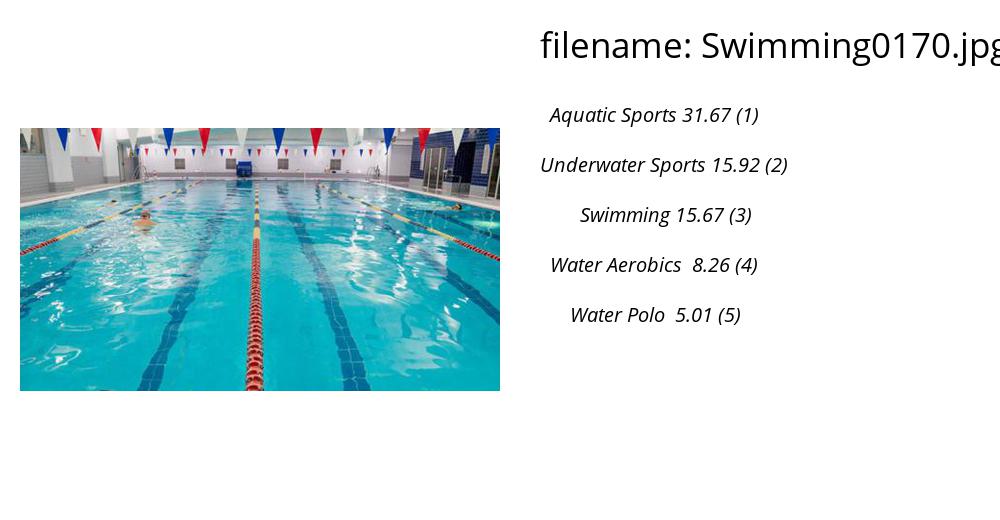 filename: Swimming0170.jpg
Aquatic Sports 31.67 (1)
Underwater Sports 15.92 (2)
Swimming 15.67 (3)
Water Aerobics 8.26 (4)
Water Polo 5.01 (5)